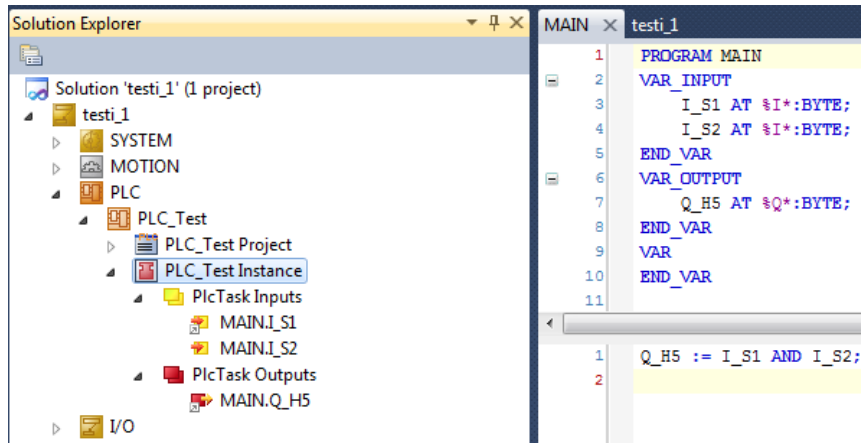 Solution Explorer
Solution 'testi_1' (1 project)
testi_1
SYSTEM
MOTION
PLC
PLC_Test
PLC_Test Project
PLC_Test Instance
PlcTask Inputs
MAIN.I_S1
MAIN.I_S2
PlcTask Outputs
MAIN.Q_H5
I/O
MAIN testi_1
1 PROGRAM MAIN
2 VAR_INPUT
3 I_S1 AT %I*:BYTE;
4 I_S2 AT %I*:BYTE;
5 END_VAR
6 VAR_OUTPUT
7 Q_H5 AT %Q*:BYTE;
8 END_VAR
9 VAR
10 END_VAR
11
1 Q_H5 := I_S1 AND I_S2;
2